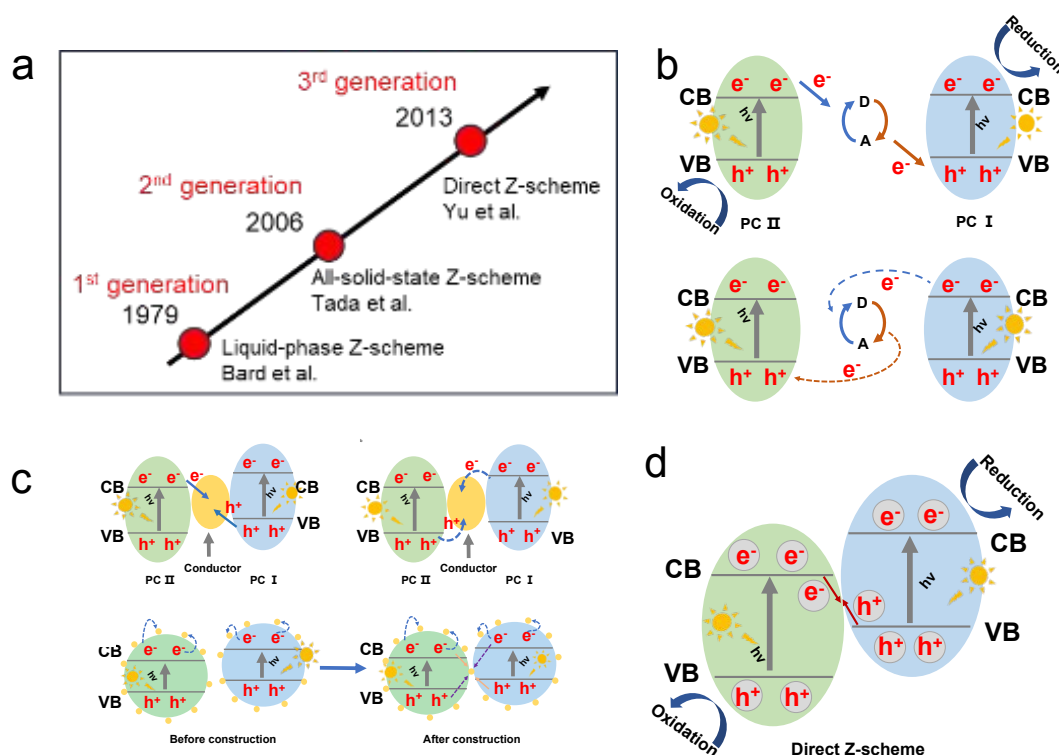 a
3rd generation
2013
Direct Z-scheme
Yu et al.
2nd generation
2006
All-solid-state Z-scheme
Tada et al.
1st generation
1979
Liquid-phase Z-scheme
Bard et al.
b
Reduction
e- e-
e-
D
A
e- e-
CB
CB
hv
hv
VB
VB
h+ h+
e-
h+ h+
Oxidation
PC II
PC I
e- e-
e-
D
A
e- e-
CB
CB
hv
hv
VB
VB
h+ h+
e-
h+ h+
c
e- e-
e-
e- e-
CB
CB
hv
hv
h+
VB
VB
h+ h+
h+ h+
PC II
Conductor
PC I
e- e-
e-
e- e-
CB
hv
hv
h+
VB
h+ h+
h+ h+
PC II
Conductor
PC I
CB
e- e-
e- e-
hv
hv
VB
h+ h+
h+ h+
Before construction
e- e-
e- e-
CB
hv
hv
VB
h+ h+
h+ h+
After construction
d
Reduction
e- e-
CB
e- e-
CB
e-
h+
hv
hv
VB
h+ h+
VB
h+ h+
Oxidation
Direct Z-scheme